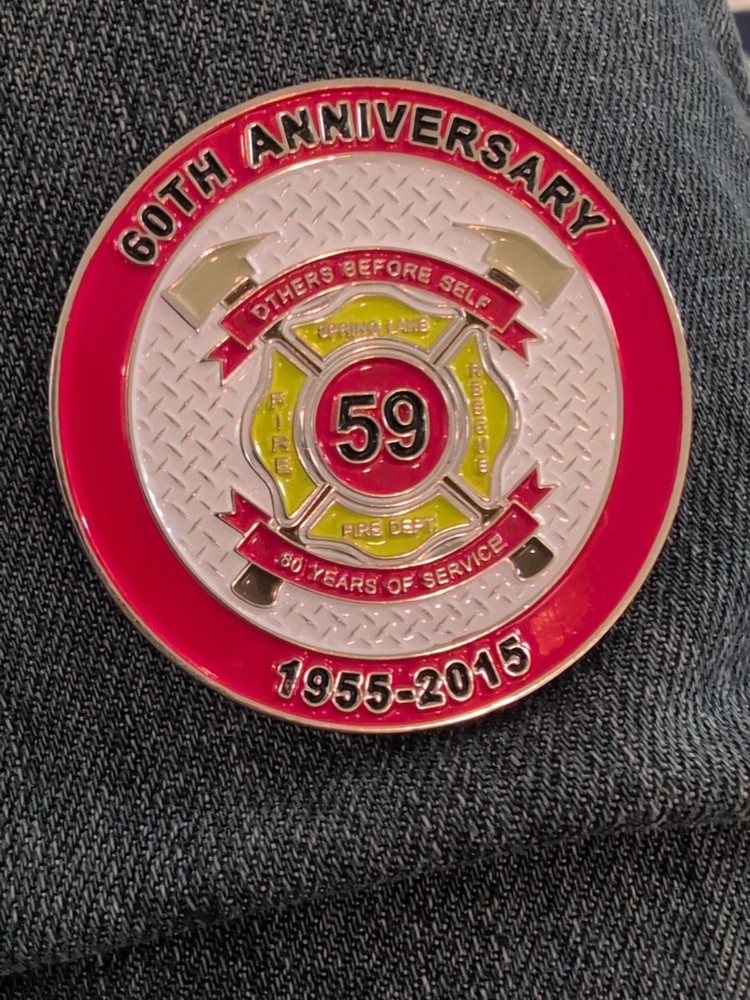 60TH ANNIVERSARY
OTHERS BEFORE SELF
SPRING LAKE
FIRE
59
RESCUE
FIRE DEPT.
60 YEARS OF SERVICE
1955-2015